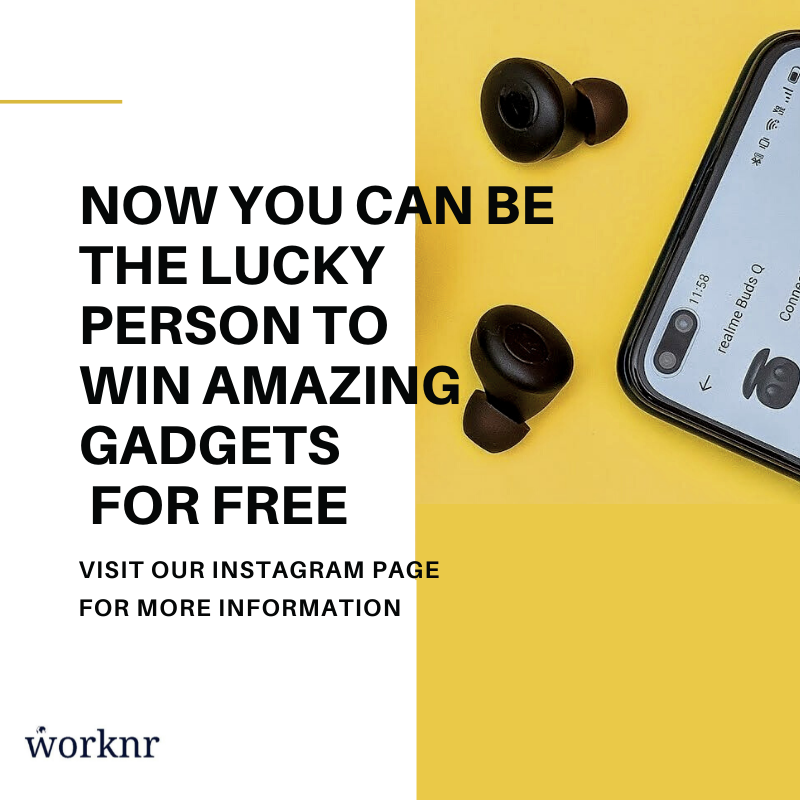 NOW YOU CAN BE
THE LUCKY
PERSON TO
WIN AMAZING
GADGETS
FOR FREE
VISIT OUR INSTAGRAM PAGE
FOR MORE INFORMATION
worknr
11:58
realme Buds Q